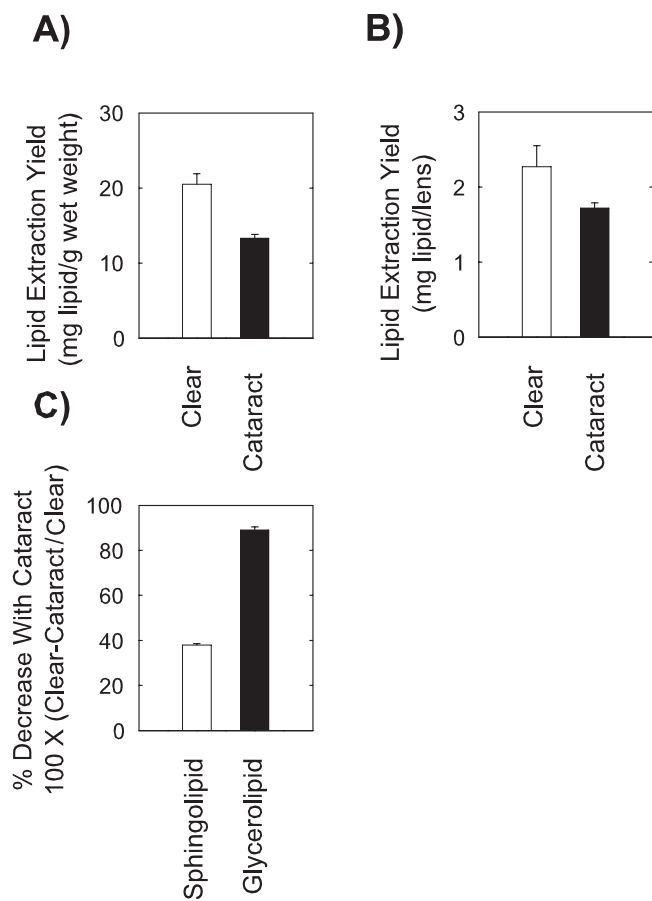 A)
Lipid Extraction Yield
(mg lipid/g wet weight)
30
20
10
0
Clear
Cataract
B)
Lipid Extraction Yield
(mg lipid/lens)
3
2
1
0
Clear
Cataract
C)
% Decrease With Cataract
100 X (Clear-Cataract/Clear)
100
80
60
40
20
0
Sphingolipid
Glycerolipid